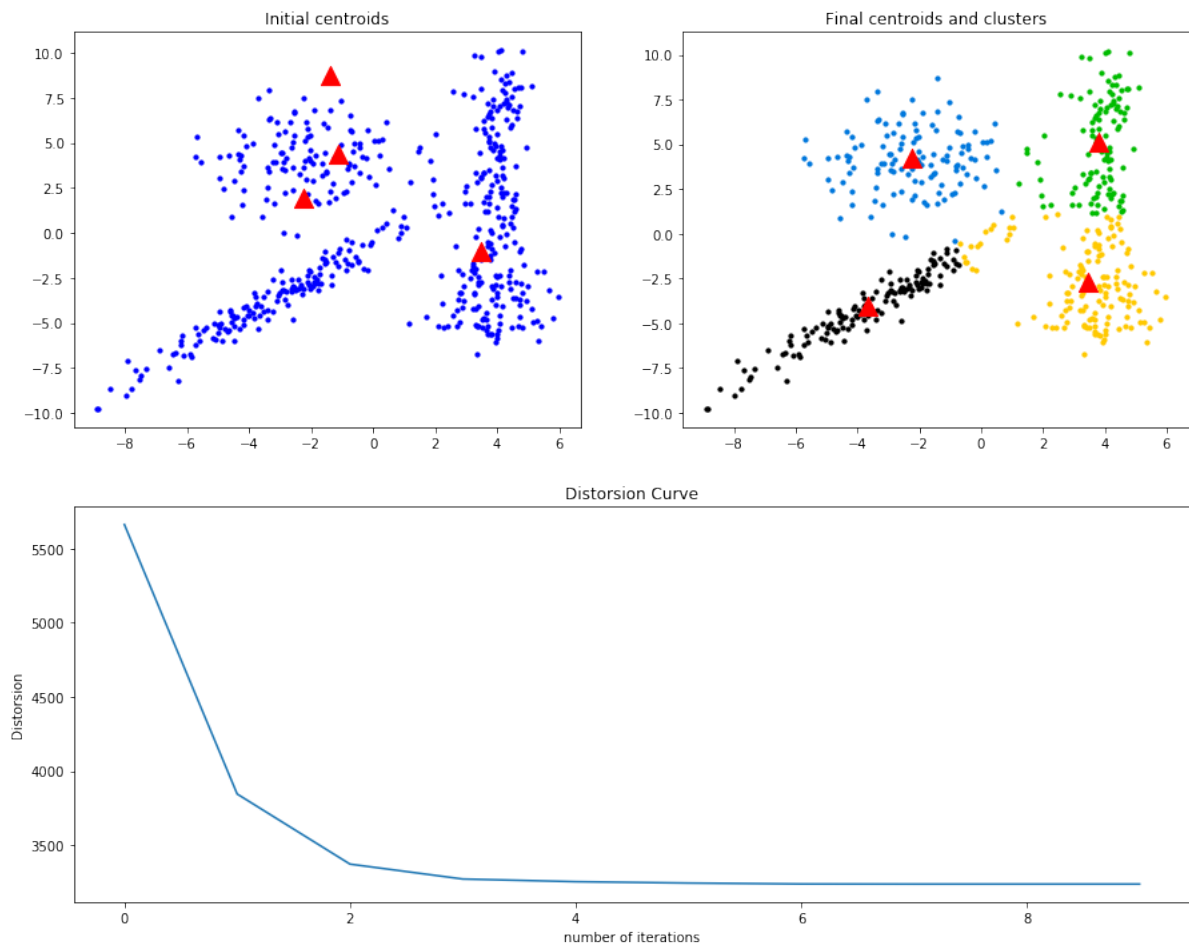 Initial centroids
10.0
7.5
5.0
2.5
0.0
−2.5
−5.0
−7.5
−10.0
−8 −6 −4 −2 0 2 4 6
Final centroids and clusters
10.0
7.5
5.0
2.5
0.0
−2.5
−5.0
−7.5
−10.0
−8 −6 −4 −2 0 2 4 6
Distorsion Curve
Distorsion
5500
5000
4500
4000
3500
0 2 4 6 8
number of iterations